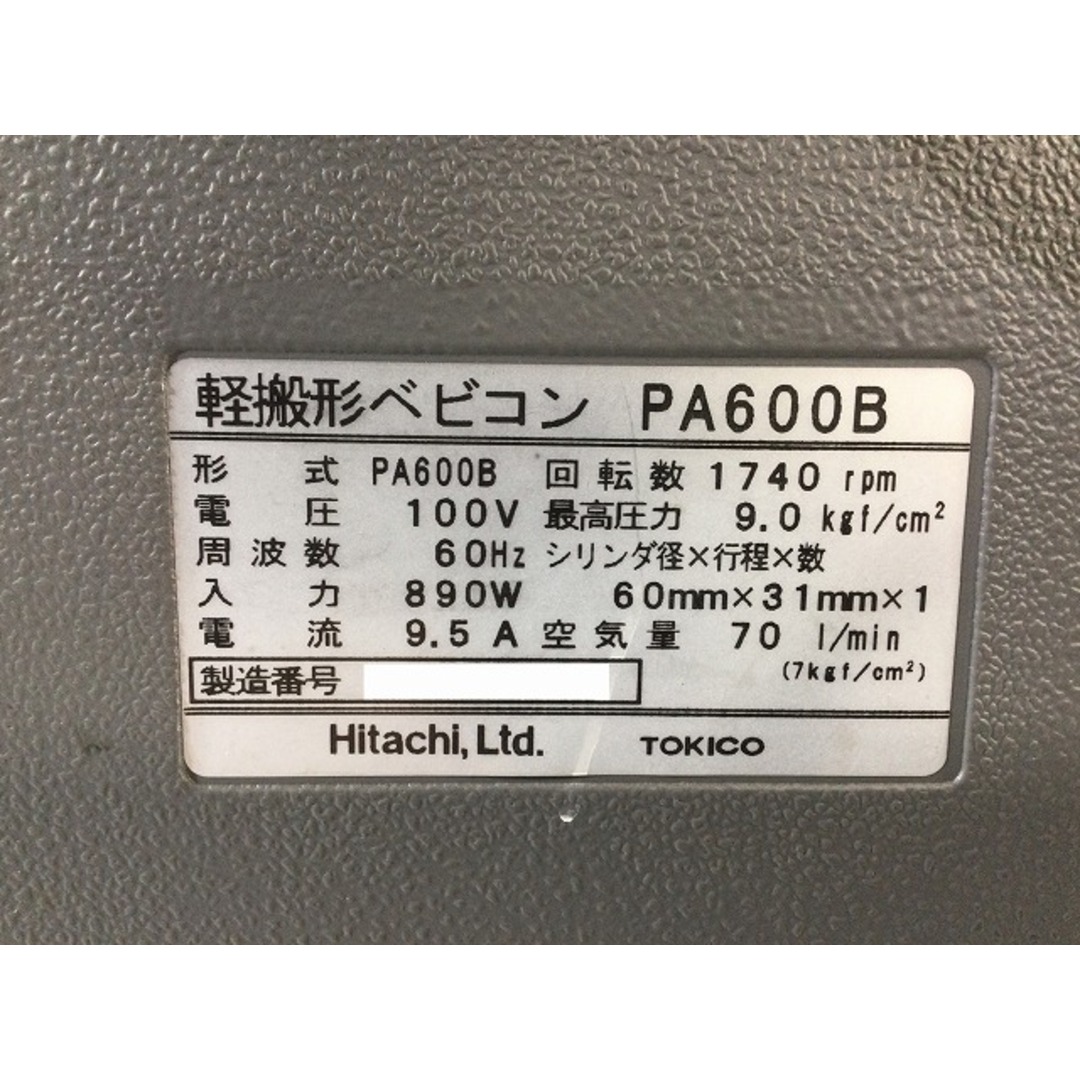 軽搬形ベビコン PA600B
形式 PA600B 回転数 1740 rpm
電圧 100V 最高圧力 9.0 kgf/cm²
周波数 60Hz シリンダ径×行程×数
入力 890W 60mm×31mm×1
電流 9.5 A 空気量 70 l/min
(7kgf/cm²)
製造番号
Hitachi, Ltd. TOKICO